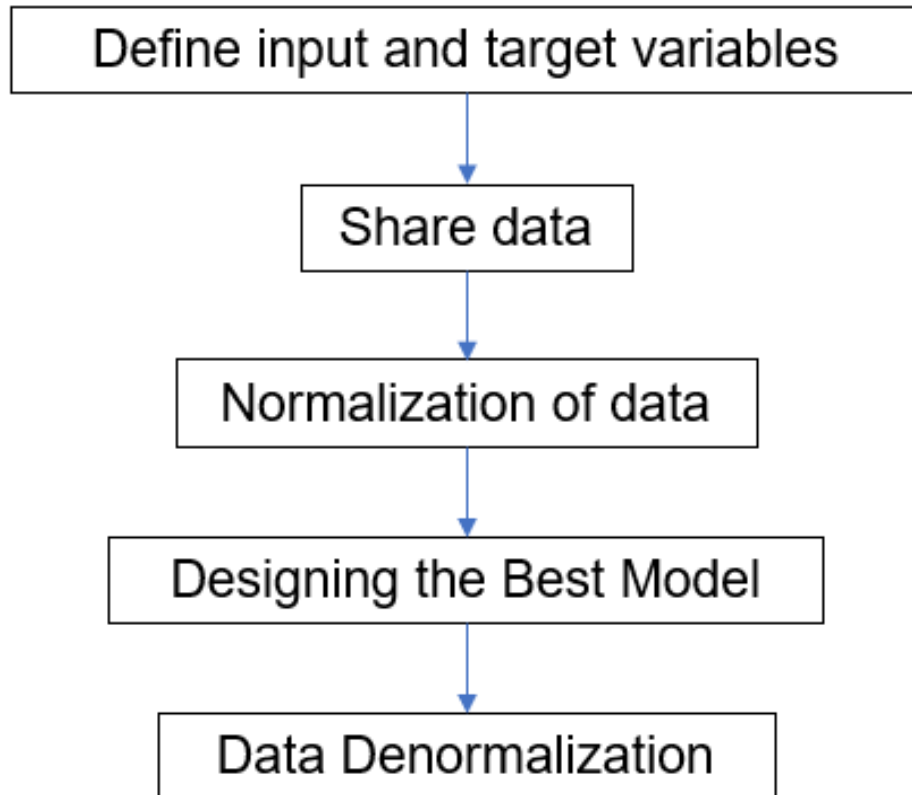 Define input and target variables
Share data
Normalization of data
Designing the Best Model
Data Denormalization